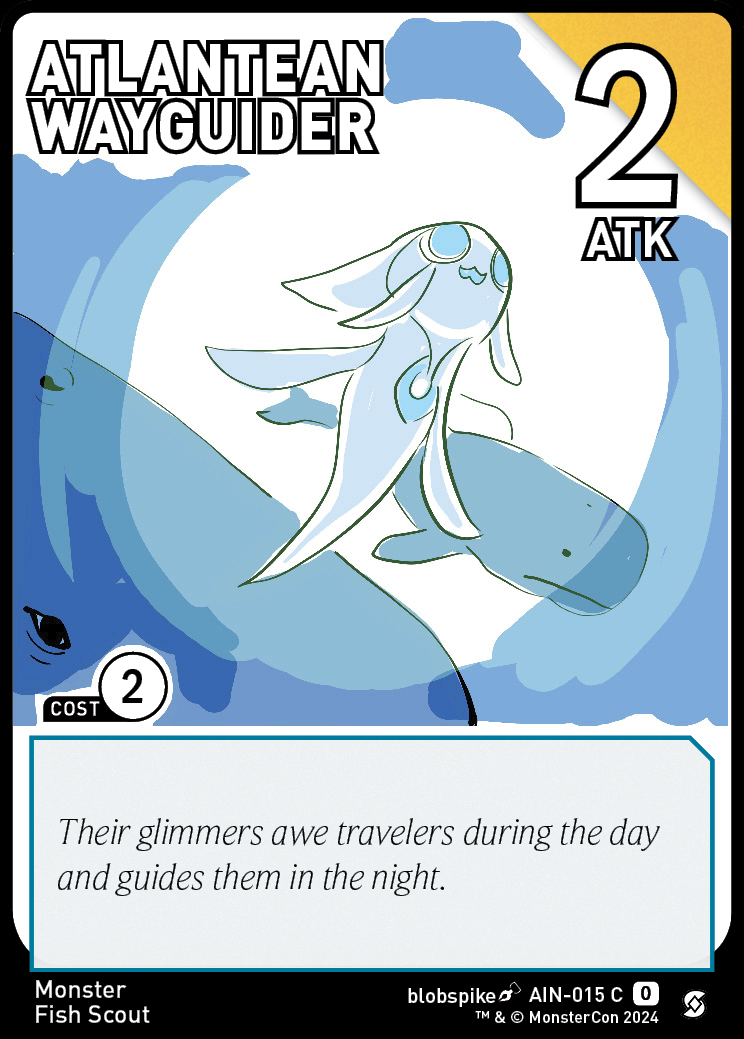 ATLANTEAN
WAYGUIDER
2
ATK
COST 2
Their glimmers awe travelers during the day
and guides them in the night.
Monster
Fish Scout
blobspike AIN-015 C 0
™ & © MonsterCon 2024